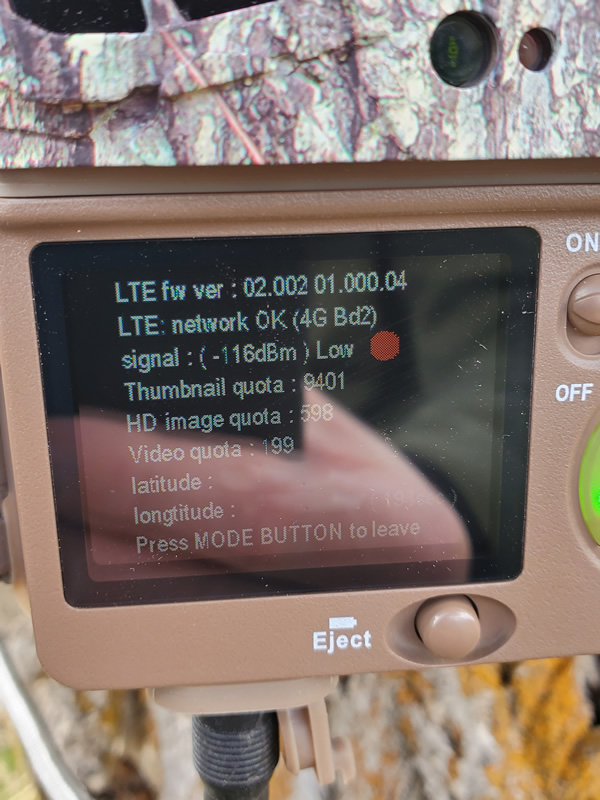 LTE fw ver : 02.002 01.000.04
LTE: network OK (4G Bd2)
signal : ( -116dBm ) Low
Thumbnail quota : 9401
HD image quota : 598
Video quota : 199
latitude :
longtitude :
Press MODE BUTTON to leave
ON
OFF
Eject